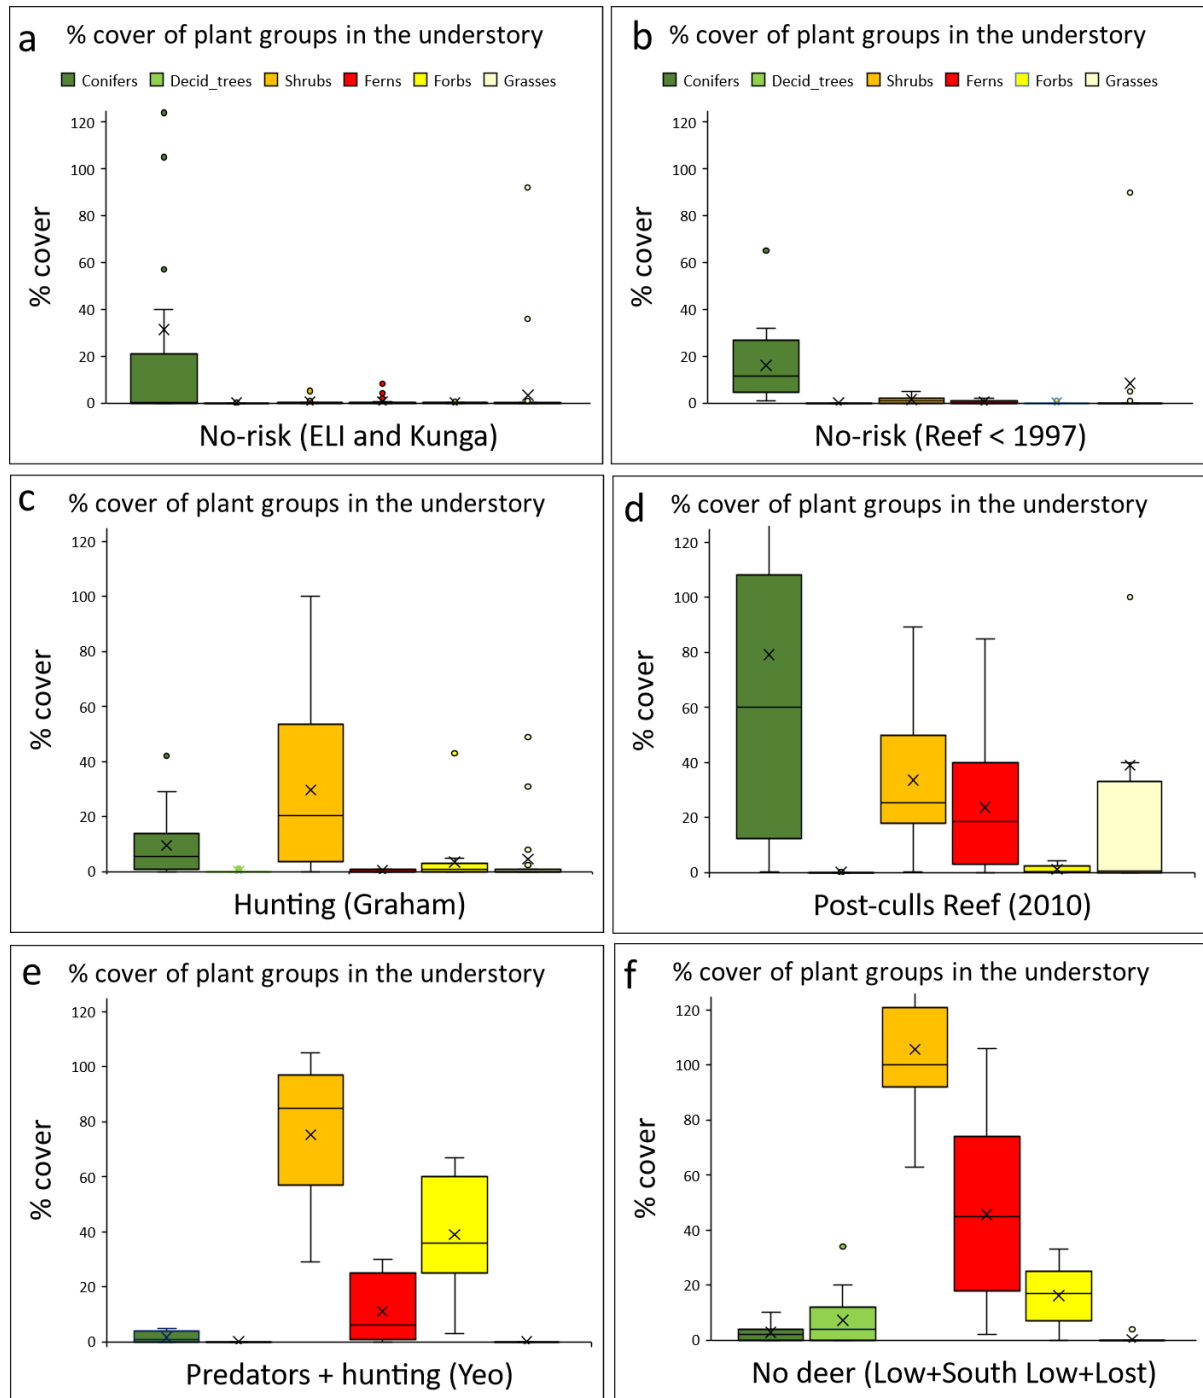 a % cover of plant groups in the understory
Conifers Decid_trees Shrubs Ferns Forbs Grasses
120
100
80
60
40
20
0
% cover
No-risk (ELI and Kunga)
b % cover of plant groups in the understory
Conifers Decid_trees Shrubs Ferns Forbs Grasses
120
100
80
60
40
20
0
% cover
No-risk (Reef < 1997)
c % cover of plant groups in the understory
120
100
80
60
40
20
0
% cover
Hunting (Graham)
d % cover of plant groups in the understory
120
100
80
60
40
20
0
% cover
Post-culls Reef (2010)
e % cover of plant groups in the understory
120
100
80
60
40
20
0
% cover
Predators + hunting (Yeo)
f % cover of plant groups in the understory
120
100
80
60
40
20
0
% cover
No deer (Low+South Low+Lost)